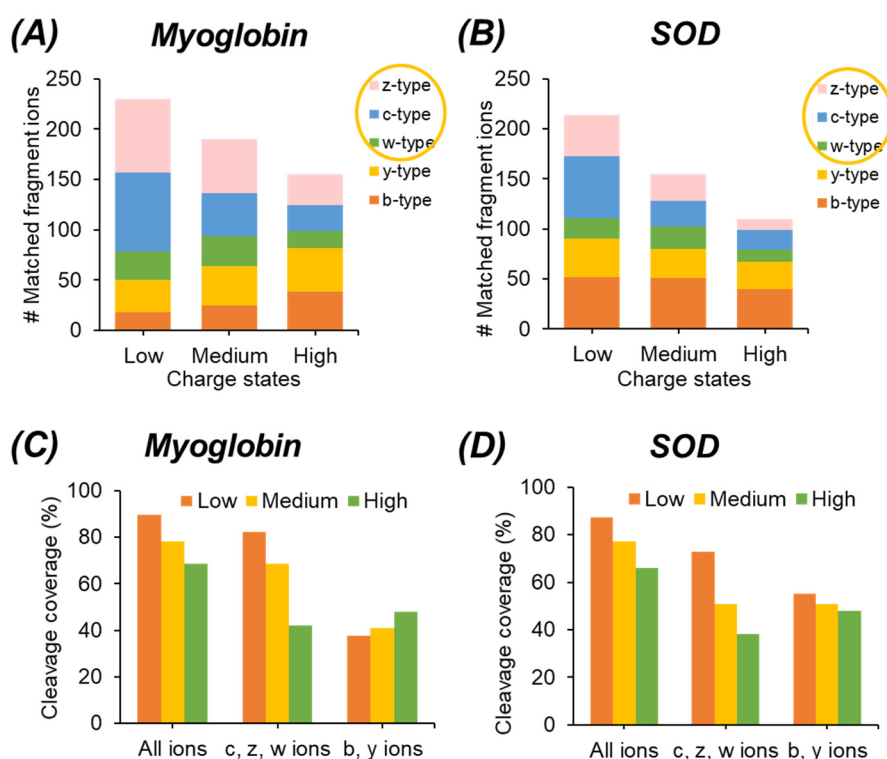 (A) Myoglobin
# Matched fragment ions
250
200
150
100
50
0
z-type
c-type
w-type
y-type
b-type
Low Medium High
Charge states
(B) SOD
# Matched fragment ions
250
200
150
100
50
0
z-type
c-type
w-type
y-type
b-type
Low Medium High
Charge states
(C) Myoglobin
Cleavage coverage (%)
100
80
60
40
20
0
Low Medium High
All ions c, z, w ions b, y ions
(D) SOD
Cleavage coverage (%)
100
80
60
40
20
0
Low Medium High
All ions c, z, w ions b, y ions